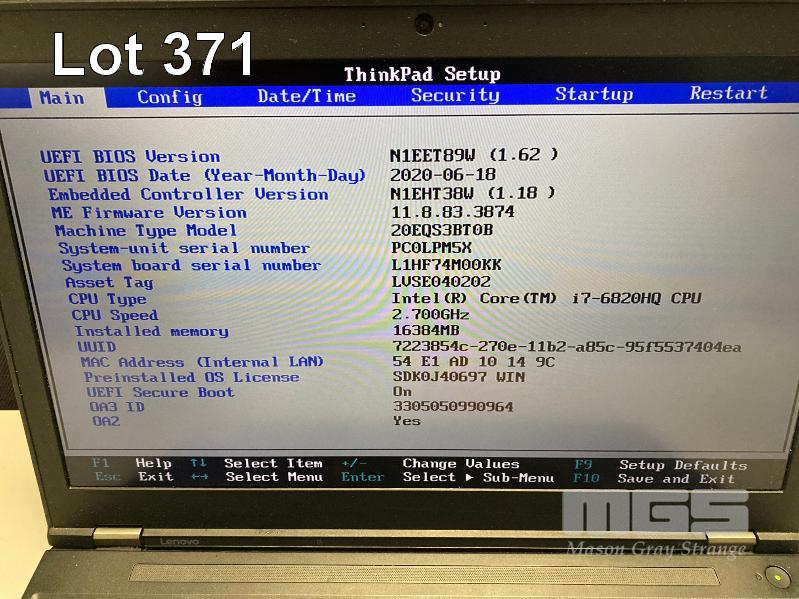 Lot 371
ThinkPad Setup
Main Config Date/Time Security Startup Restart
UEFI BIOS Version N1EET89W (1.62 )
UEFI BIOS Date (Year-Month-Day) 2020-06-18
Embedded Controller Version N1EHT38W (1.18 )
ME Firmware Version 11.8.83.3874
Machine Type Model 20EQS3BT0B
System-unit serial number PC0LPM5X
System board serial number L1HF74M00KK
Asset Tag LVSE040202
CPU Type Intel(R) Core(TM) i7-6820HQ CPU
CPU Speed 2.700GHz
Installed memory 16384MB
UUID 7223854c-270e-11b2-a85c-95f5537404ea
MAC Address (Internal LAN) 54 E1 AD 10 14 9C
Preinstalled OS License SDK0J40697 WIN
UEFI Secure Boot On
OA3 ID 3305050990964
OA2 Yes
F1 Help ↑↓ Select Item +/- Change Values F9 Setup Defaults
Esc Exit ←→ Select Menu Enter Select ▶ Sub-Menu F10 Save and Exit
MGS
Mason Gray Strange
Lenovo